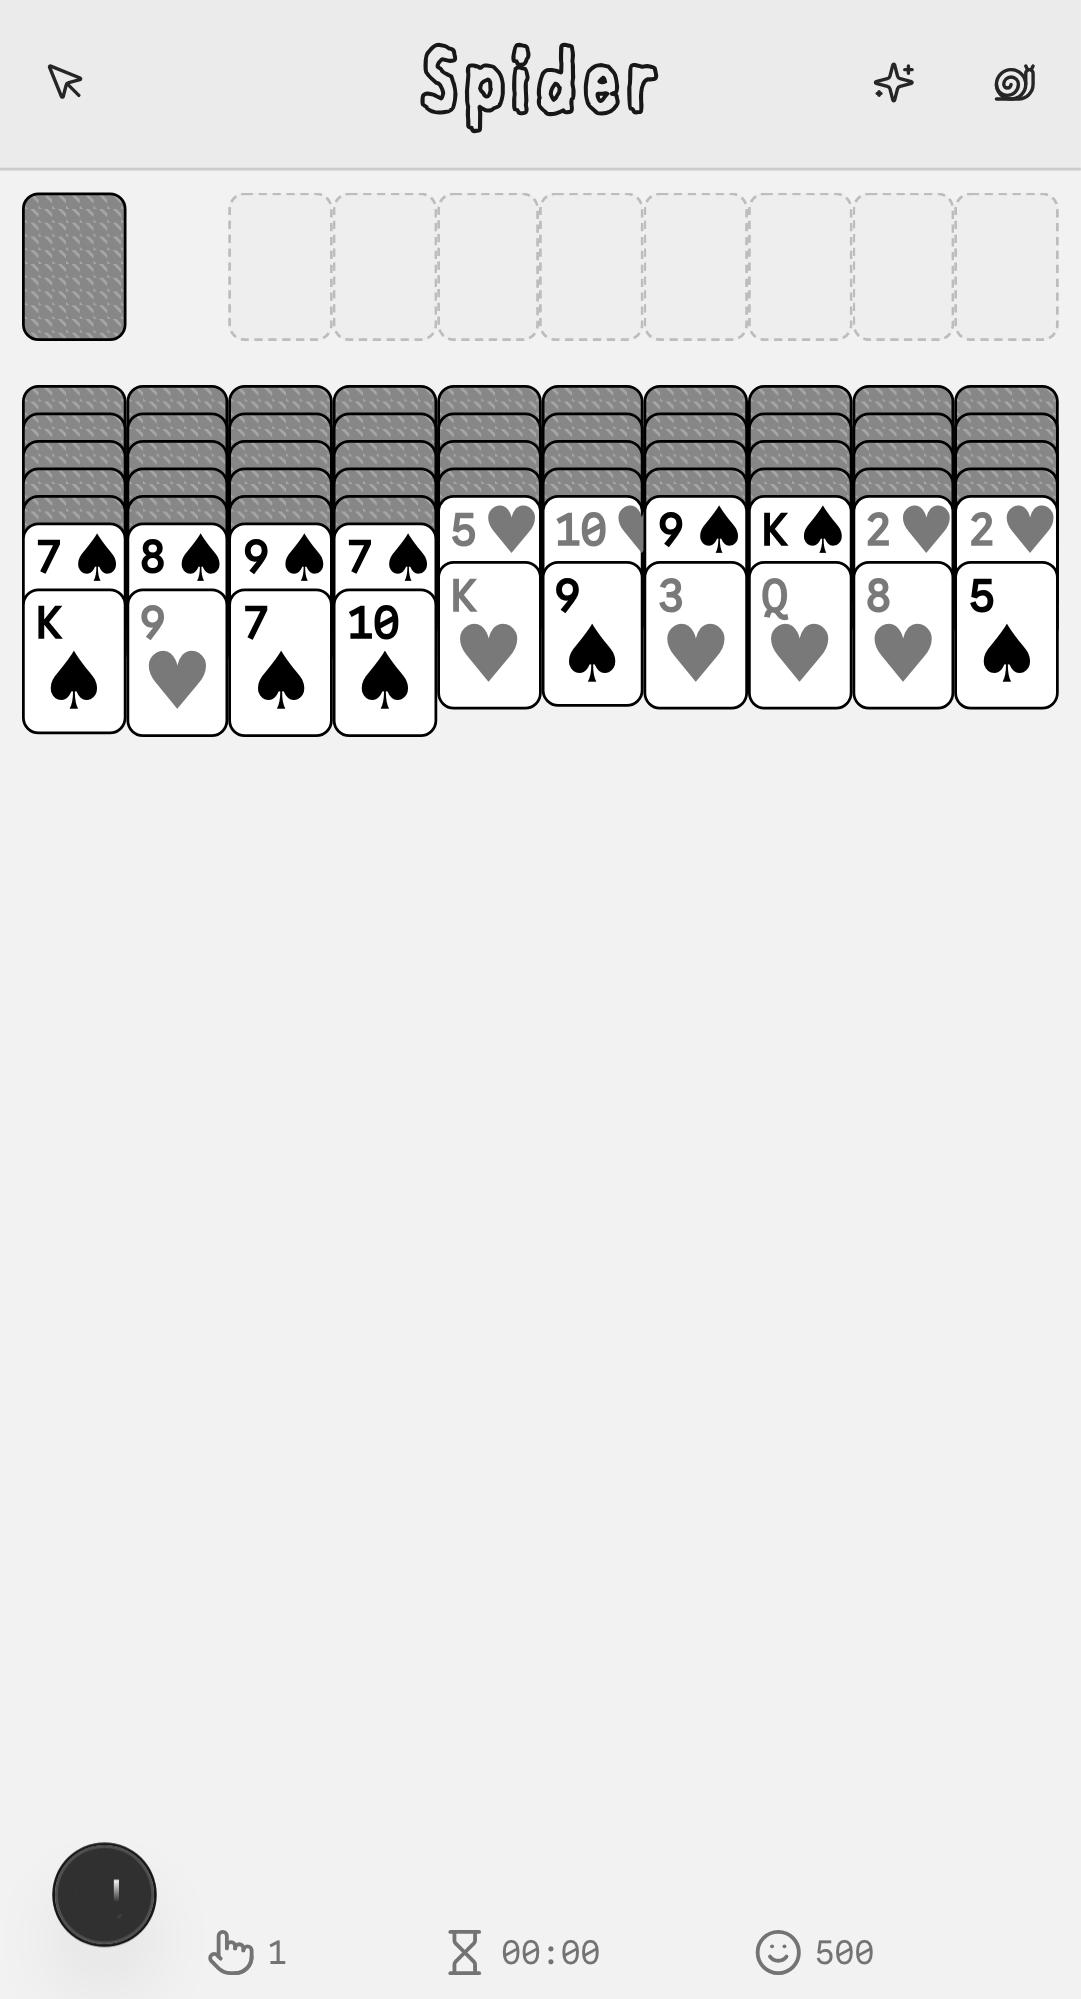 Spider
5 ♥ 10 ♥ 9 ♠ K ♠ 2 ♥ 2 ♥
7 ♠ 8 ♠ 9 ♠ 7 ♠
K 9 3 Q 8 5
K 9 7 10
1 00:00 500